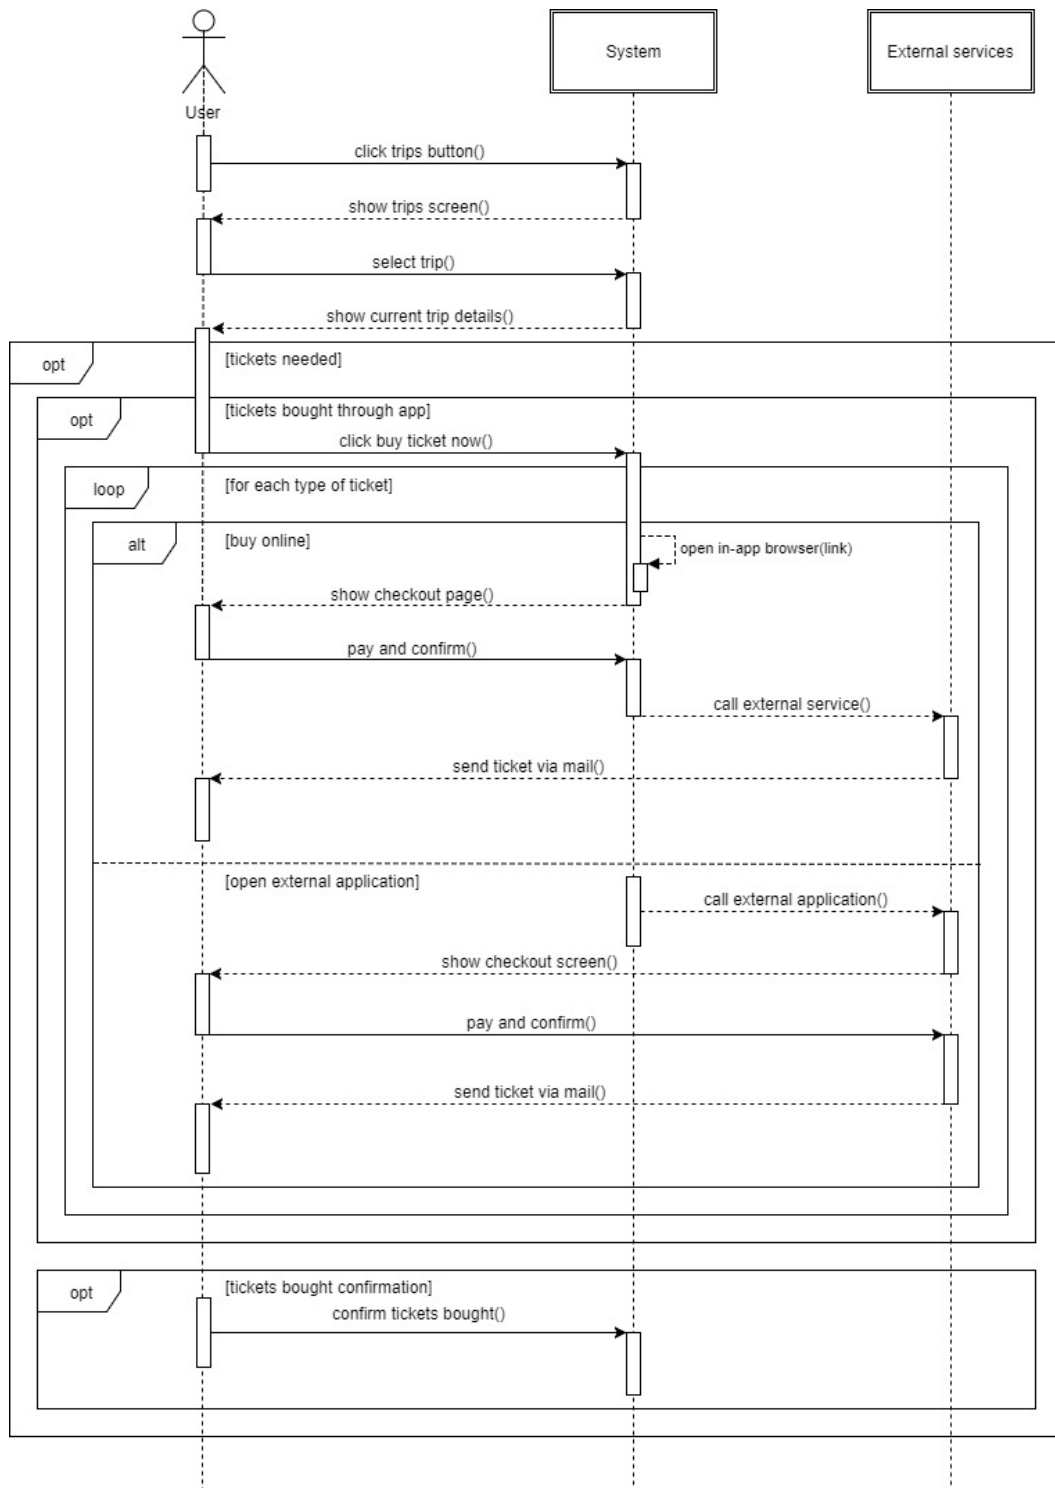 System
External services
User
click trips button()
show trips screen()
select trip()
show current trip details()
opt
[tickets needed]
opt
[tickets bought through app]
click buy ticket now()
loop
[for each type of ticket]
alt
[buy online]
open in-app browser(link)
show checkout page()
pay and confirm()
call external service()
send ticket via mail()
[open external application]
call external application()
show checkout screen()
pay and confirm()
send ticket via mail()
opt
[tickets bought confirmation]
confirm tickets bought()